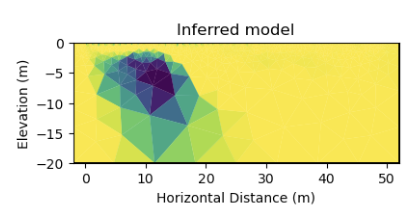 Inferred model
Elevation (m)
0
−5
−10
−15
−20
0 10 20 30 40 50
Horizontal Distance (m)